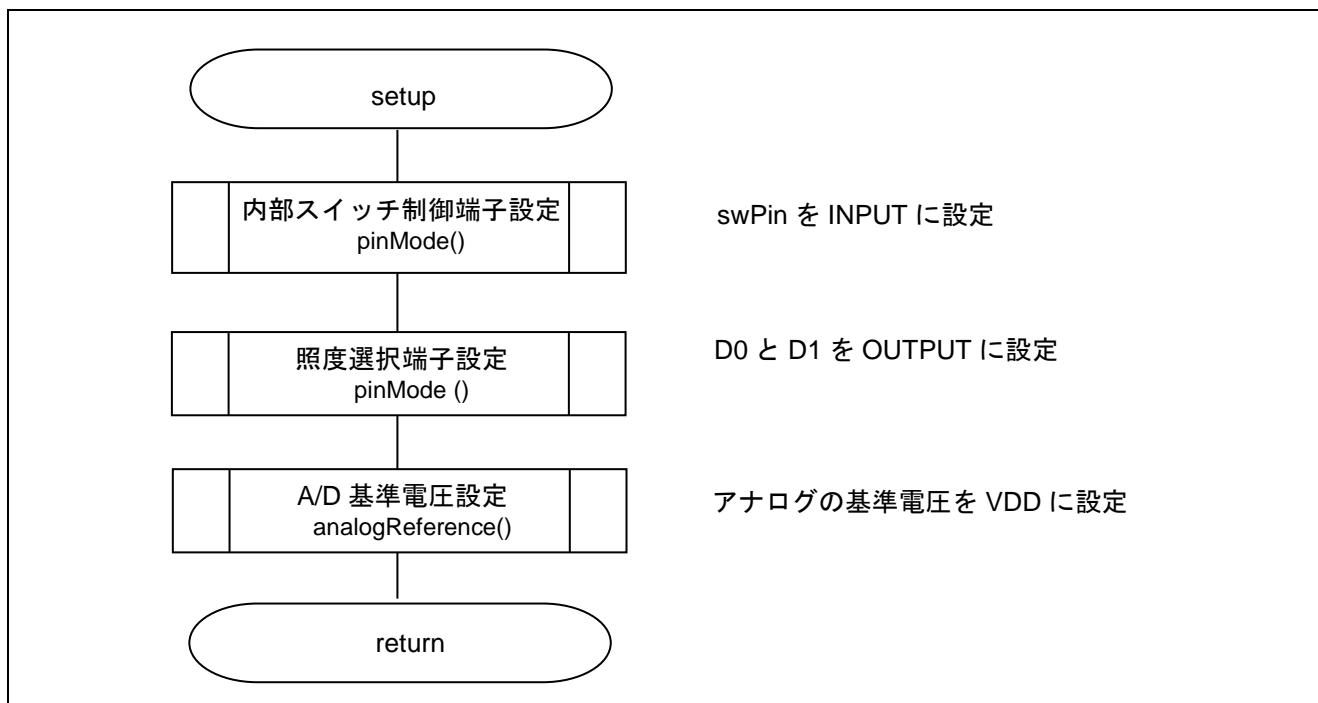 setup
内部スイッチ制御端子設定
pinMode()
swPin を INPUT に設定
照度選択端子設定
pinMode ()
D0 と D1 を OUTPUT に設定
A/D 基準電圧設定
analogReference()
アナログの基準電圧を VDD に設定
return